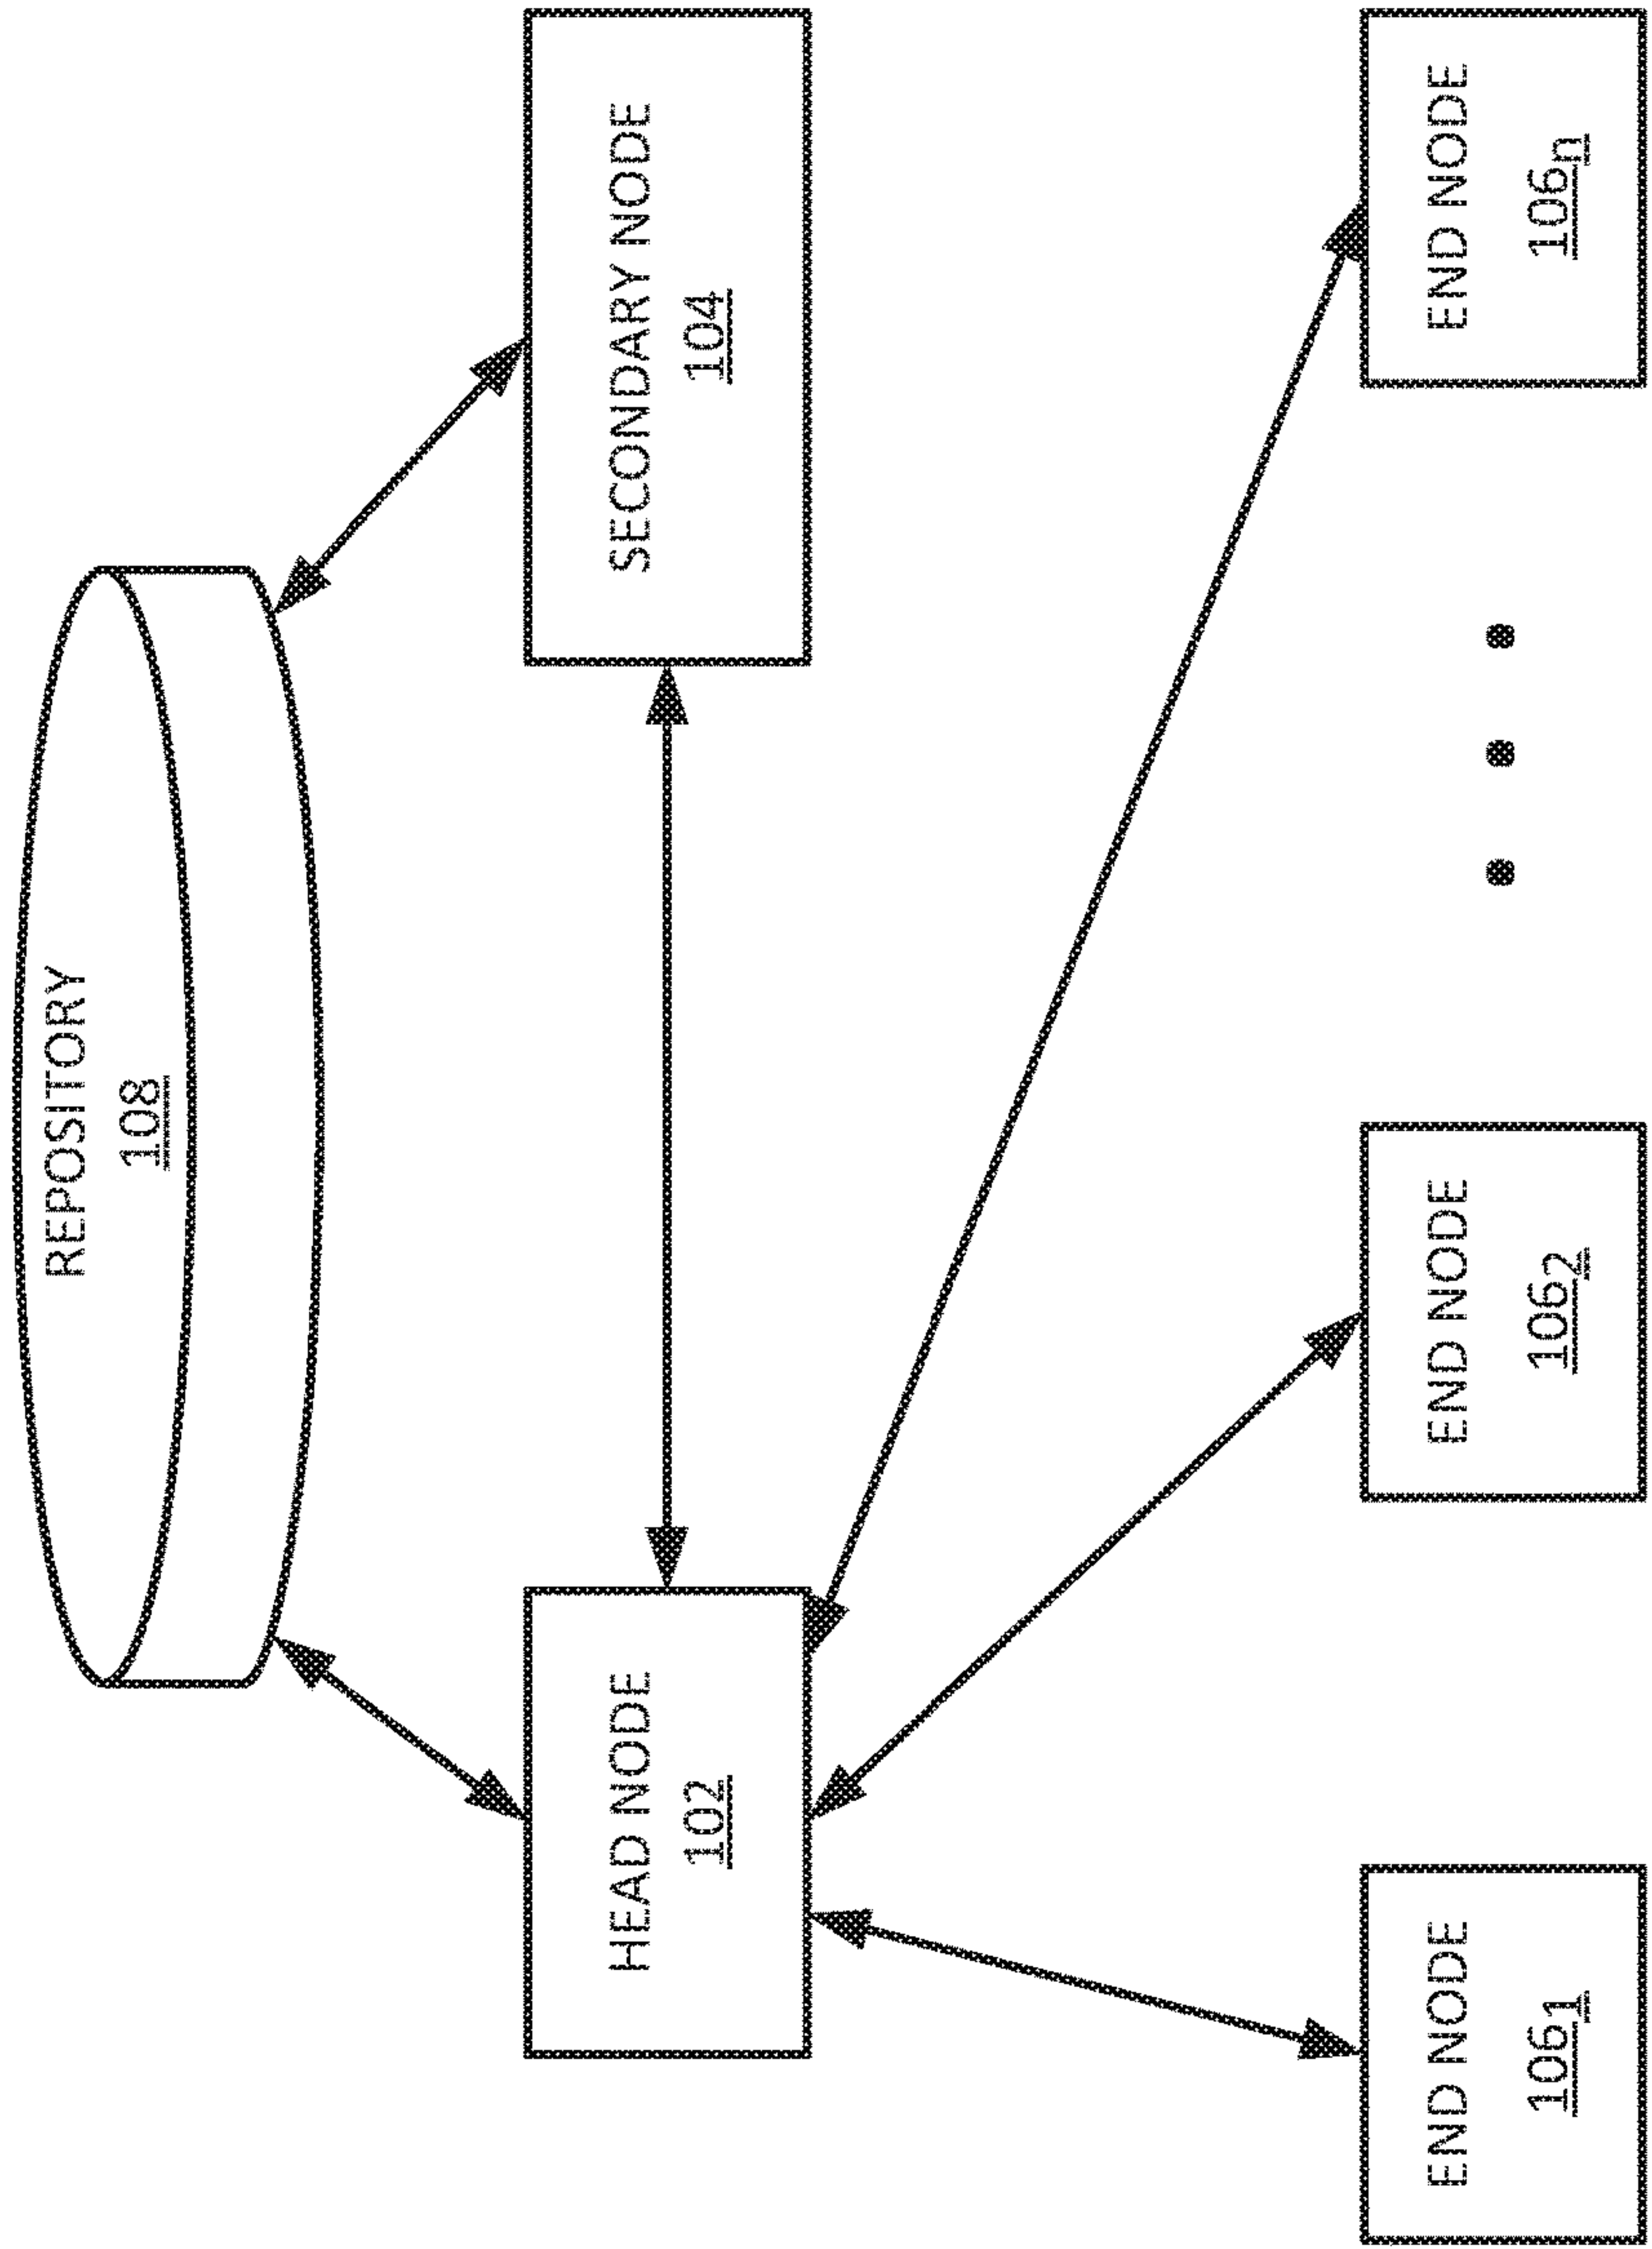 REPOSITORY
108
HEAD NODE
102
SECONDARY NODE
104
END NODE
106₁
END NODE
106₂
END NODE
106ₙ